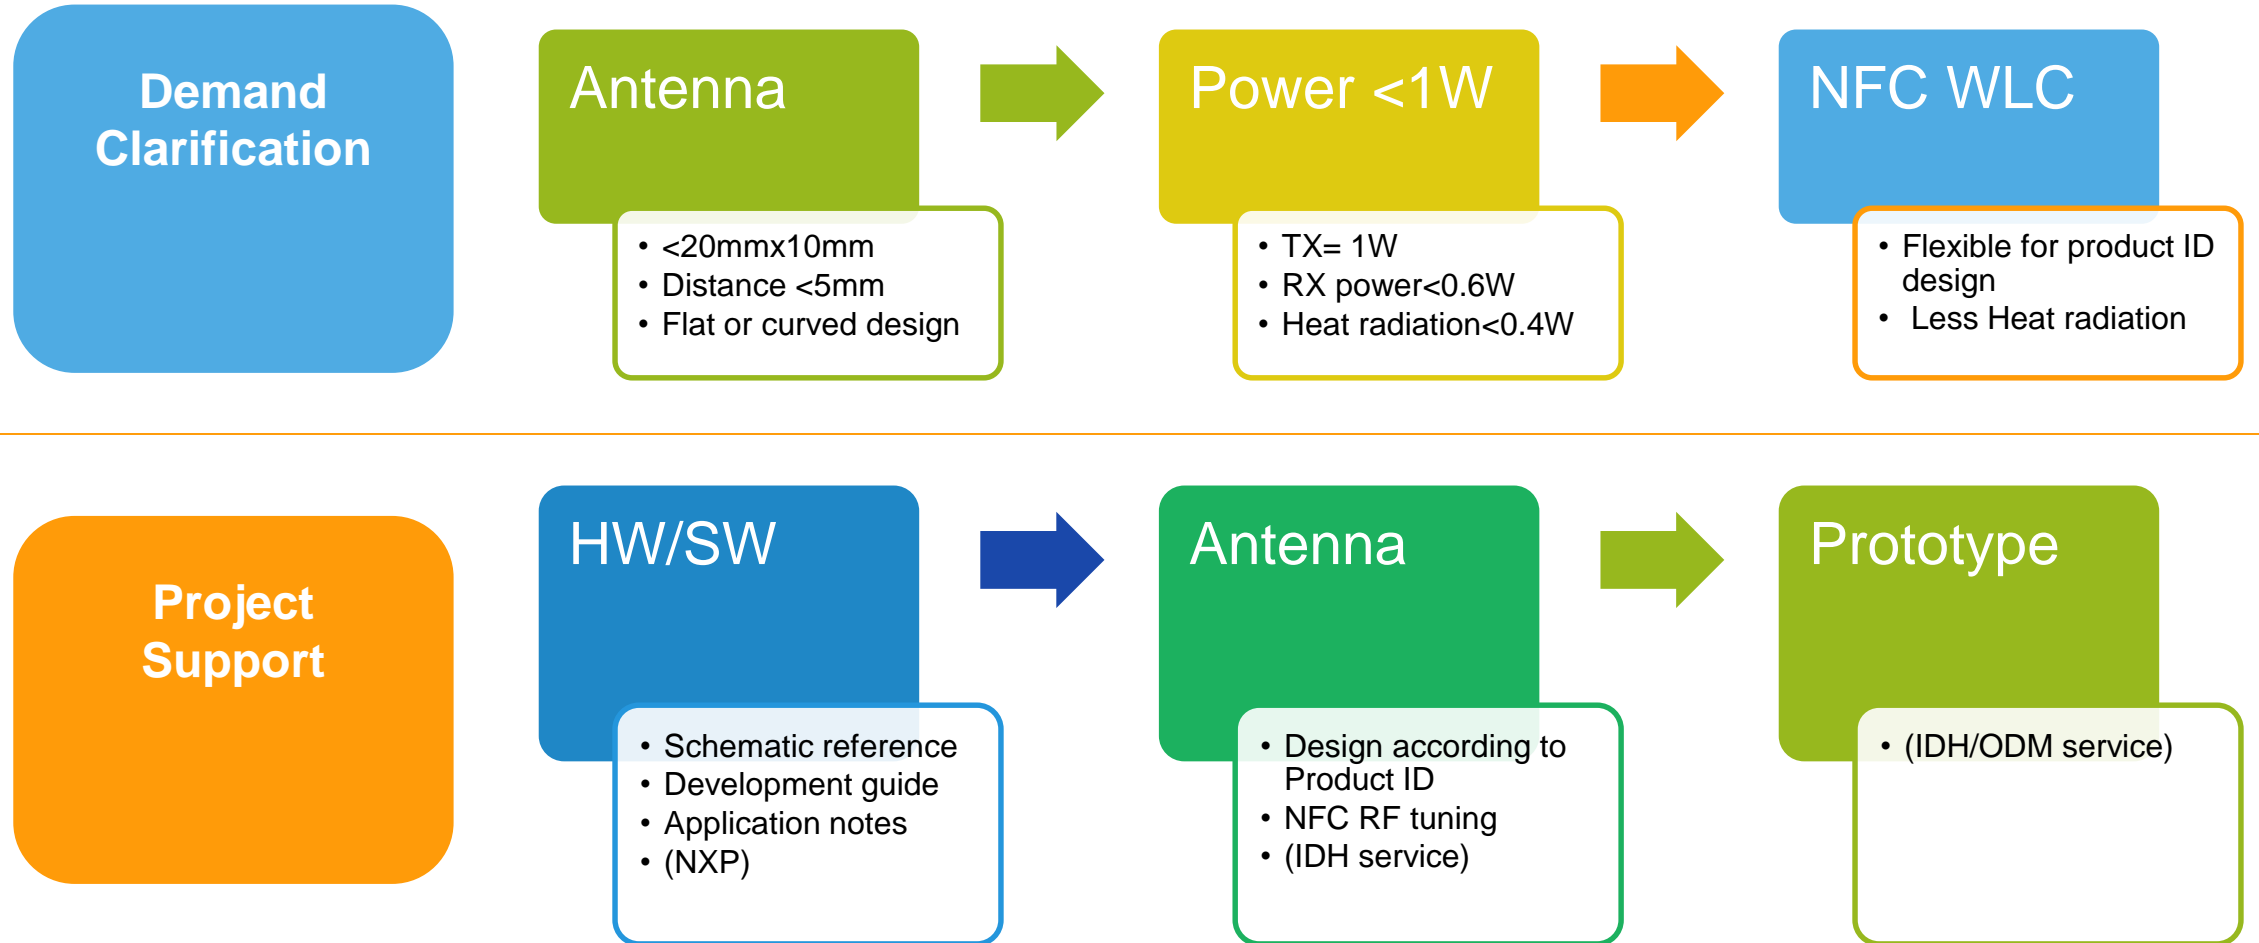 Demand
Clarification
Antenna
• <20mmx10mm
• Distance <5mm
• Flat or curved design
Power <1W
• TX= 1W
• RX power<0.6W
• Heat radiation<0.4W
NFC WLC
• Flexible for product ID
design
• Less Heat radiation
Project
Support
HW/SW
• Schematic reference
• Development guide
• Application notes
• (NXP)
Antenna
• Design according to
Product ID
• NFC RF tuning
• (IDH service)
Prototype
• (IDH/ODM service)